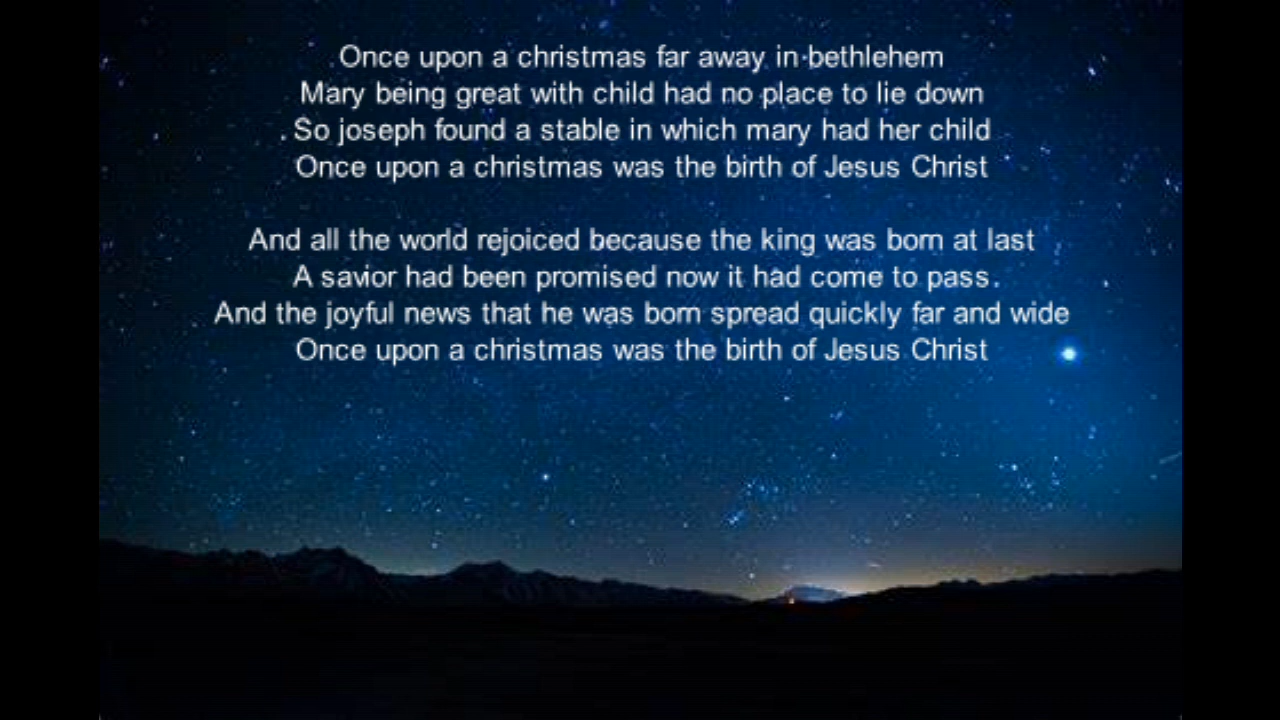 Once upon a christmas far away in bethlehem
Mary being great with child had no place to lie down
So joseph found a stable in which mary had her child
Once upon a christmas was the birth of Jesus Christ
And all the world rejoiced because the king was born at last
A savior had been promised now it had come to pass.
And the joyful news that he was born spread quickly far and wide
Once upon a christmas was the birth of Jesus Christ